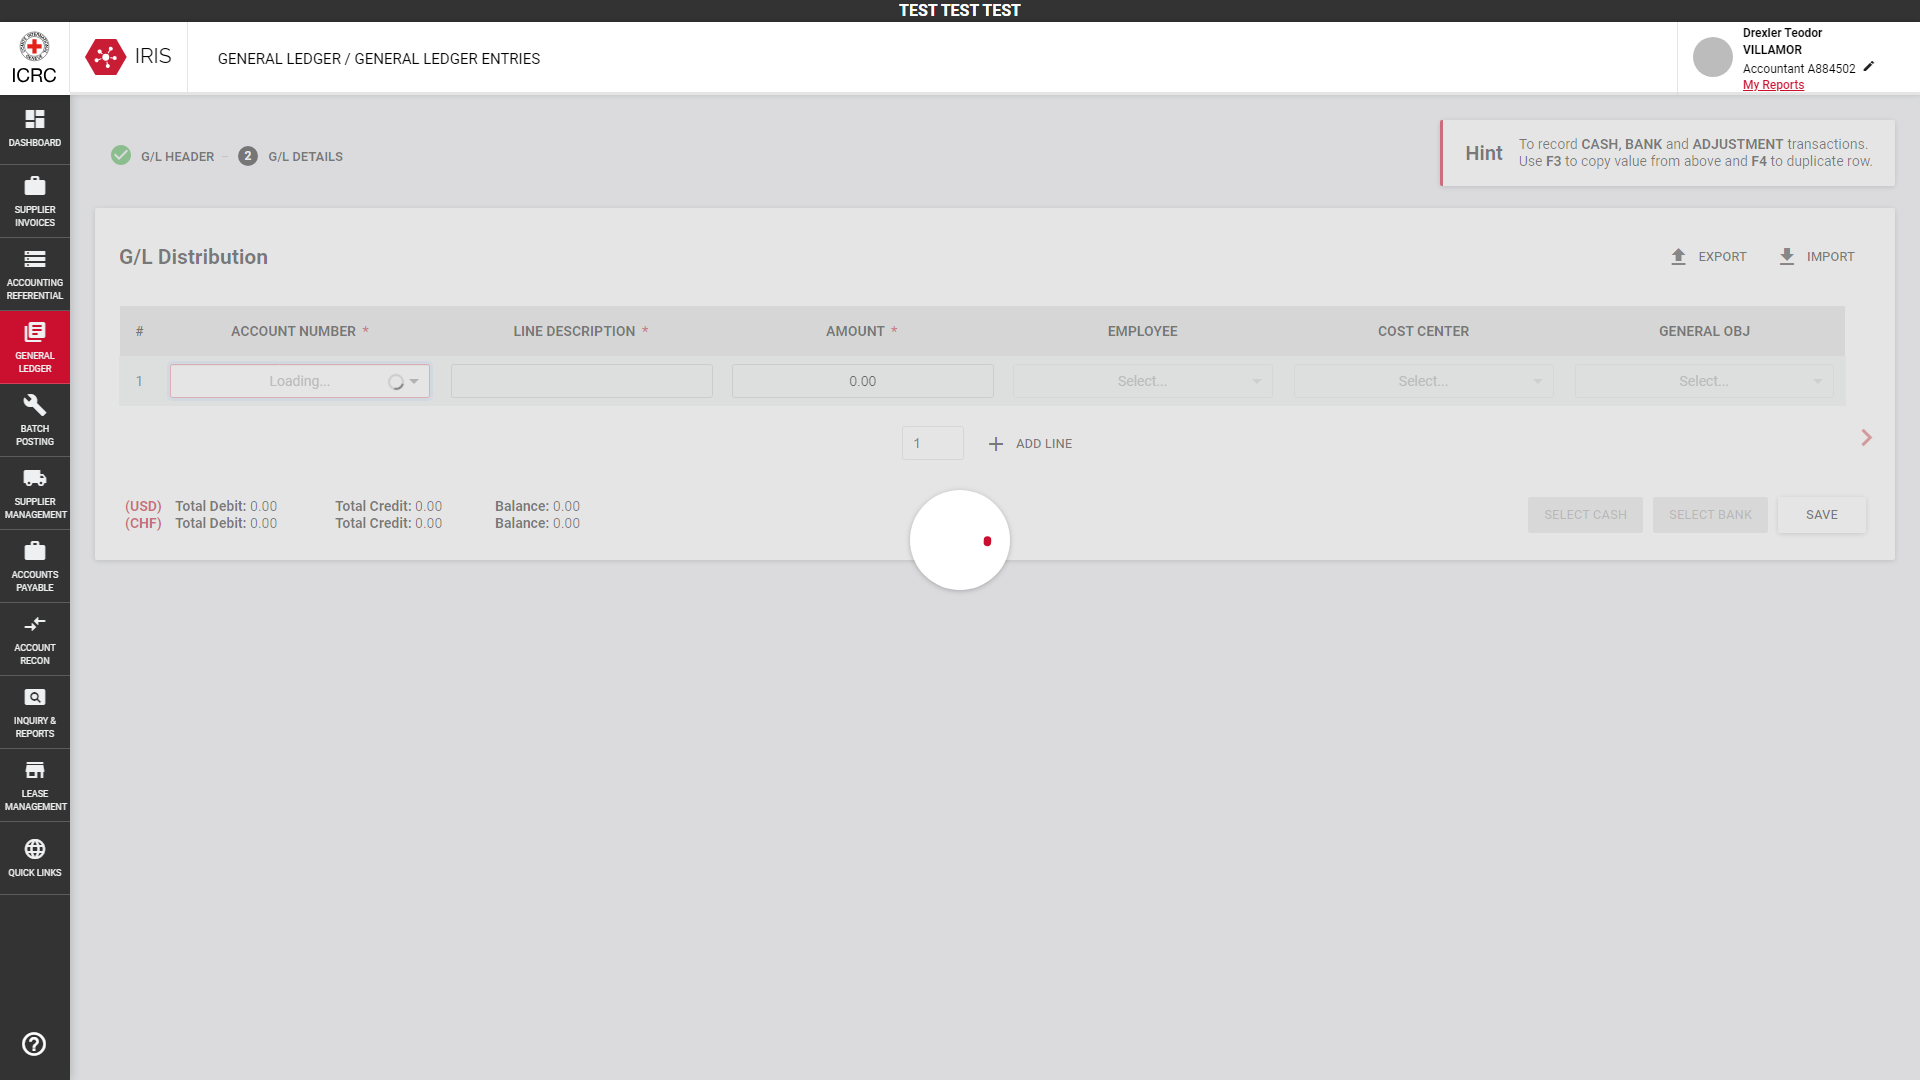 TEST TEST TEST
ICRC
IRIS
GENERAL LEDGER / GENERAL LEDGER ENTRIES
Drexler Teodor
VILLAMOR
Accountant A884502
My Reports
DASHBOARD
SUPPLIER
INVOICES
ACCOUNTING
REFERENTIAL
GENERAL
LEDGER
BATCH
POSTING
SUPPLIER
MANAGEMENT
ACCOUNTS
PAYABLE
ACCOUNT
RECON
INQUIRY &
REPORTS
LEASE
MANAGEMENT
QUICK LINKS
G/L HEADER
2 G/L DETAILS
Hint
To record CASH, BANK and ADJUSTMENT transactions.
Use F3 to copy value from above and F4 to duplicate row.
G/L Distribution
EXPORT
IMPORT
# ACCOUNT NUMBER * LINE DESCRIPTION * AMOUNT * EMPLOYEE COST CENTER GENERAL OBJ
1 Loading... 0.00 Select... Select... Select...
1 ADD LINE
(USD) Total Debit: 0.00 Total Credit: 0.00 Balance: 0.00
(CHF) Total Debit: 0.00 Total Credit: 0.00 Balance: 0.00
SELECT CASH SELECT BANK SAVE